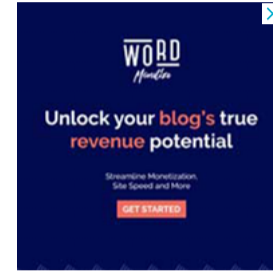 WORD
Monetize
Unlock your blog's true
revenue potential
Streamline Monetization,
Site Speed and More
GET STARTED